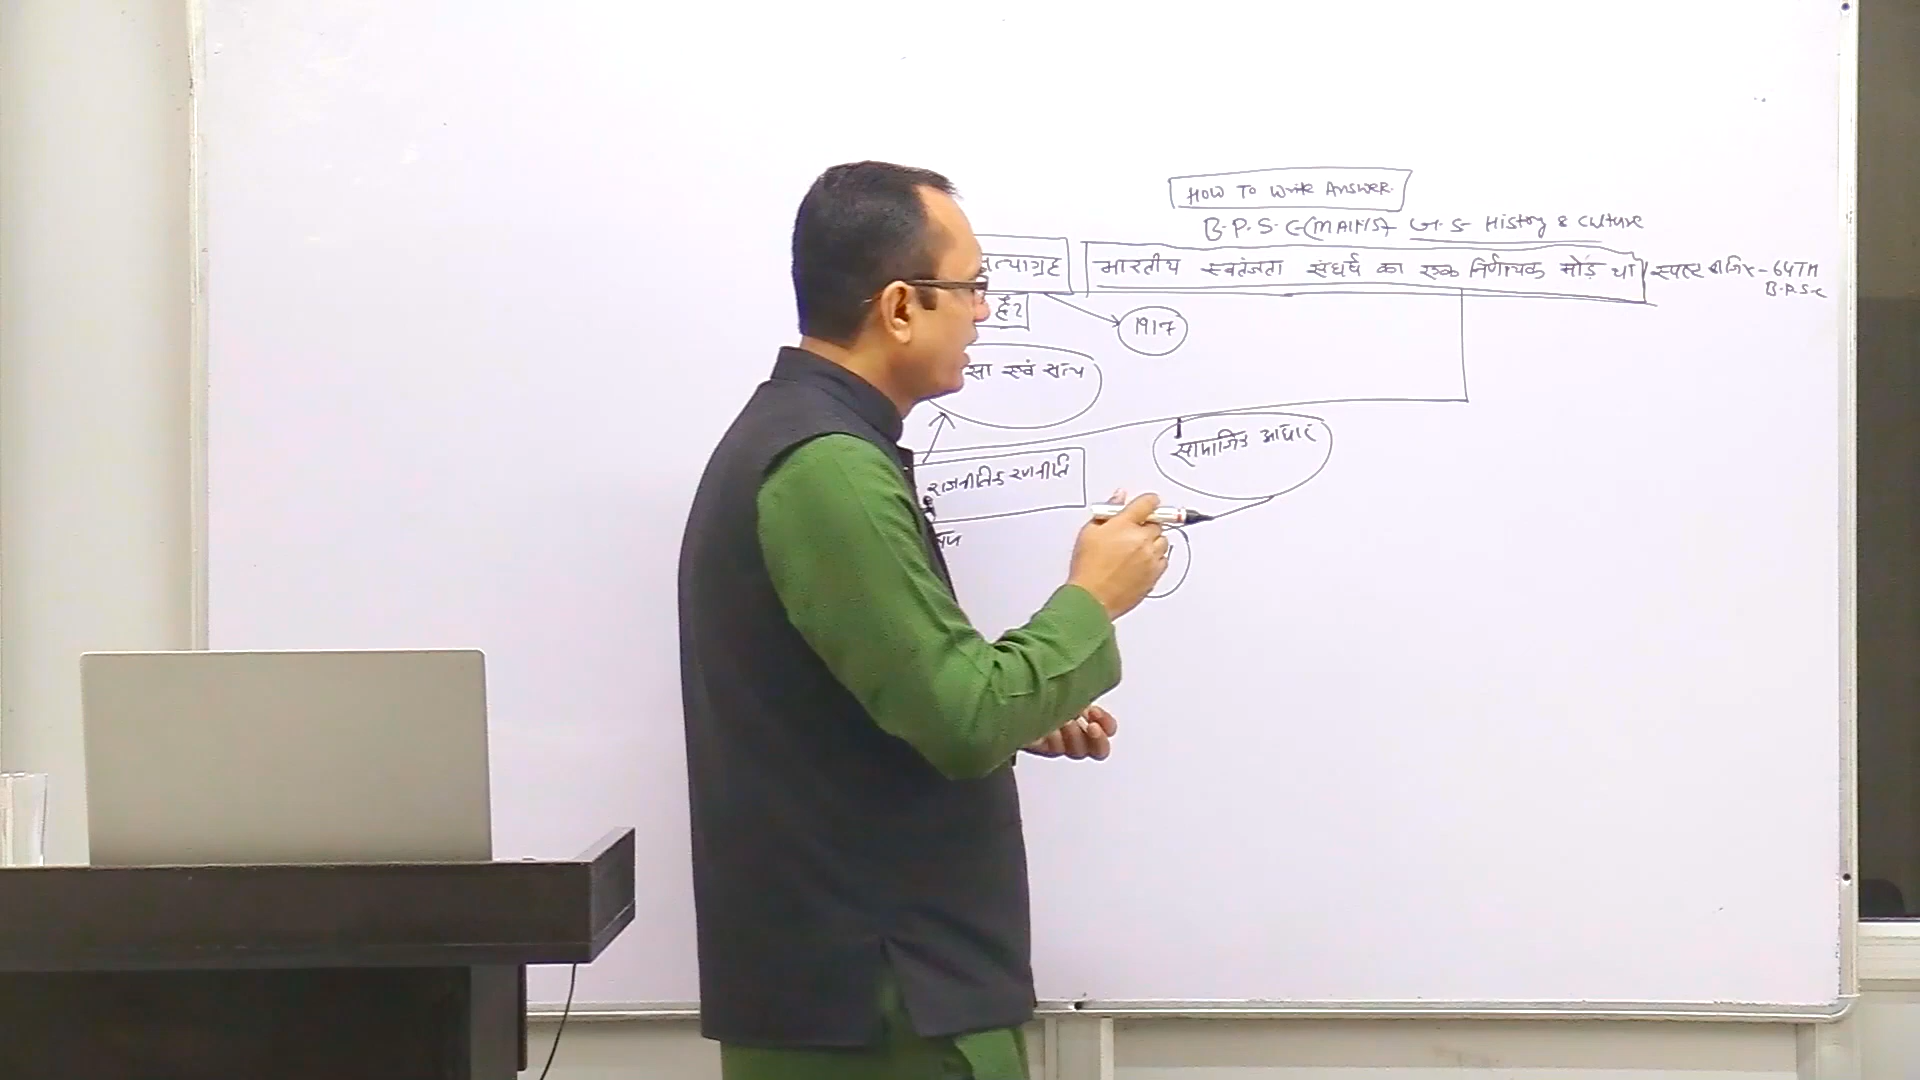 HOW TO Write ANSWER.
B.P.S.C (MAINS) G.S- History & Culture
सत्याग्रह भारतीय स्वतंत्रता संघर्ष का एक निर्णायक मोड़ था स्पष्ट कीजिए - 64TH
B.P.S.C
है?
1917
सा एवं सत्य
सामाजिक आधार
राजनीतिक रणनीति